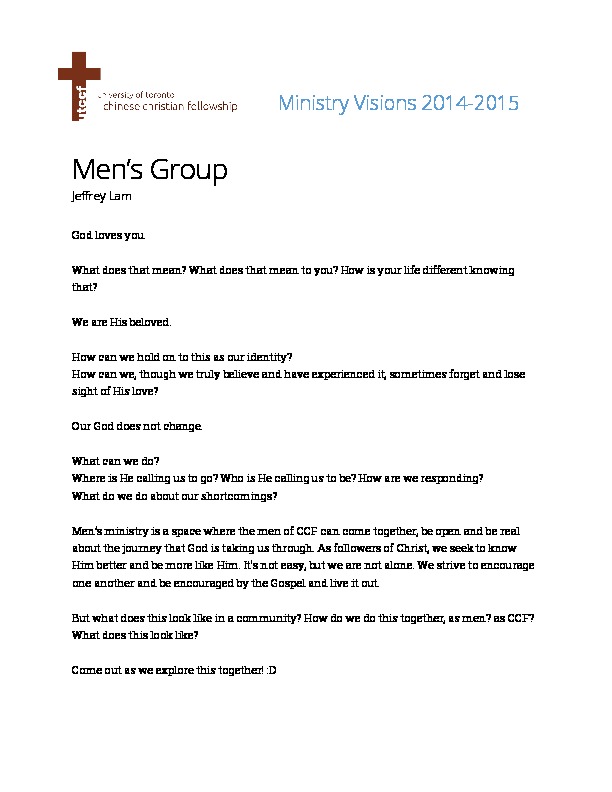 utccf
university of toronto
chinese christian fellowship
Ministry Visions 2014-2015
Men's Group
Jeffrey Lam
God loves you.
What does that mean? What does that mean to you? How is your life different knowing
that?
We are His beloved.
How can we hold on to this as our identity?
How can we, though we truly believe and have experienced it, sometimes forget and lose
sight of His love?
Our God does not change.
What can we do?
Where is He calling us to go? Who is He calling us to be? How are we responding?
What do we do about our shortcomings?
Men's ministry is a space where the men of CCF can come together, be open and be real
about the journey that God is taking us through. As followers of Christ, we seek to know
Him better and be more like Him. It's not easy, but we are not alone. We strive to encourage
one another and be encouraged by the Gospel and live it out.
But what does this look like in a community? How do we do this together, as men? as CCF?
What does this look like?
Come out as we explore this together! :D